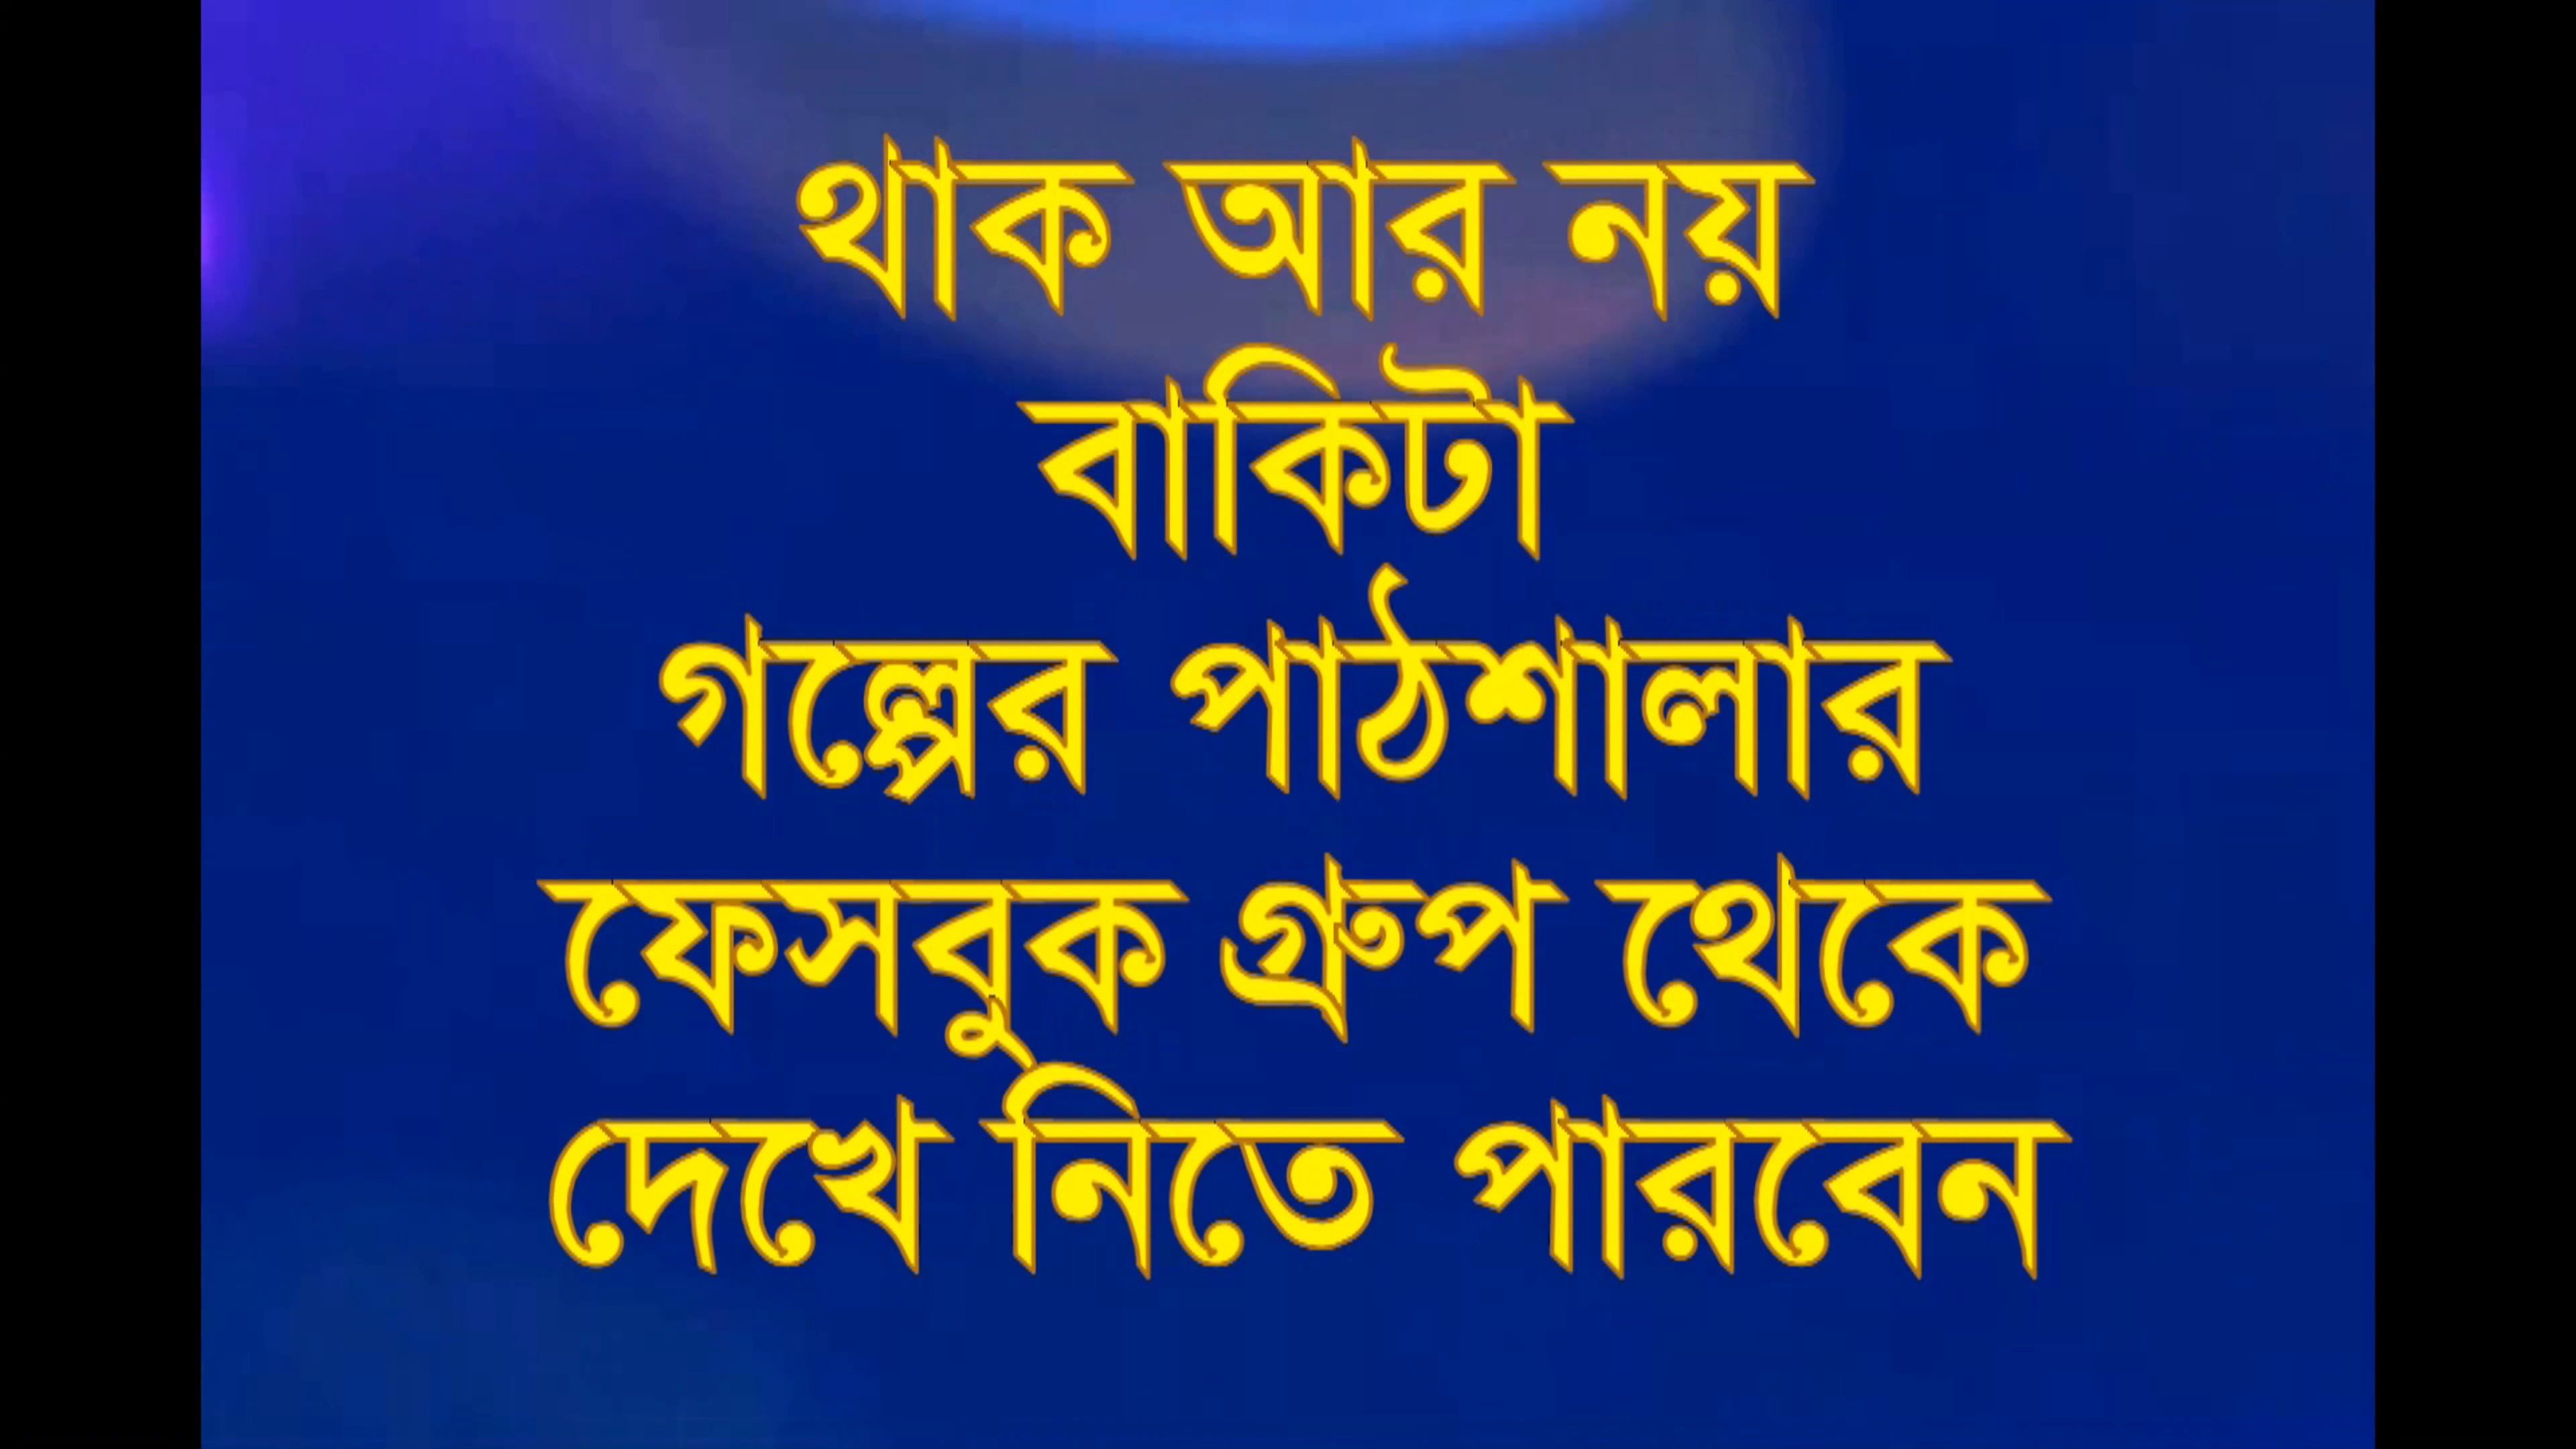 থাক আর নয়
বাকিটা
গল্পের পাঠশালার
ফেসবুক গ্রুপ থেকে
দেখে নিতে পারবেন